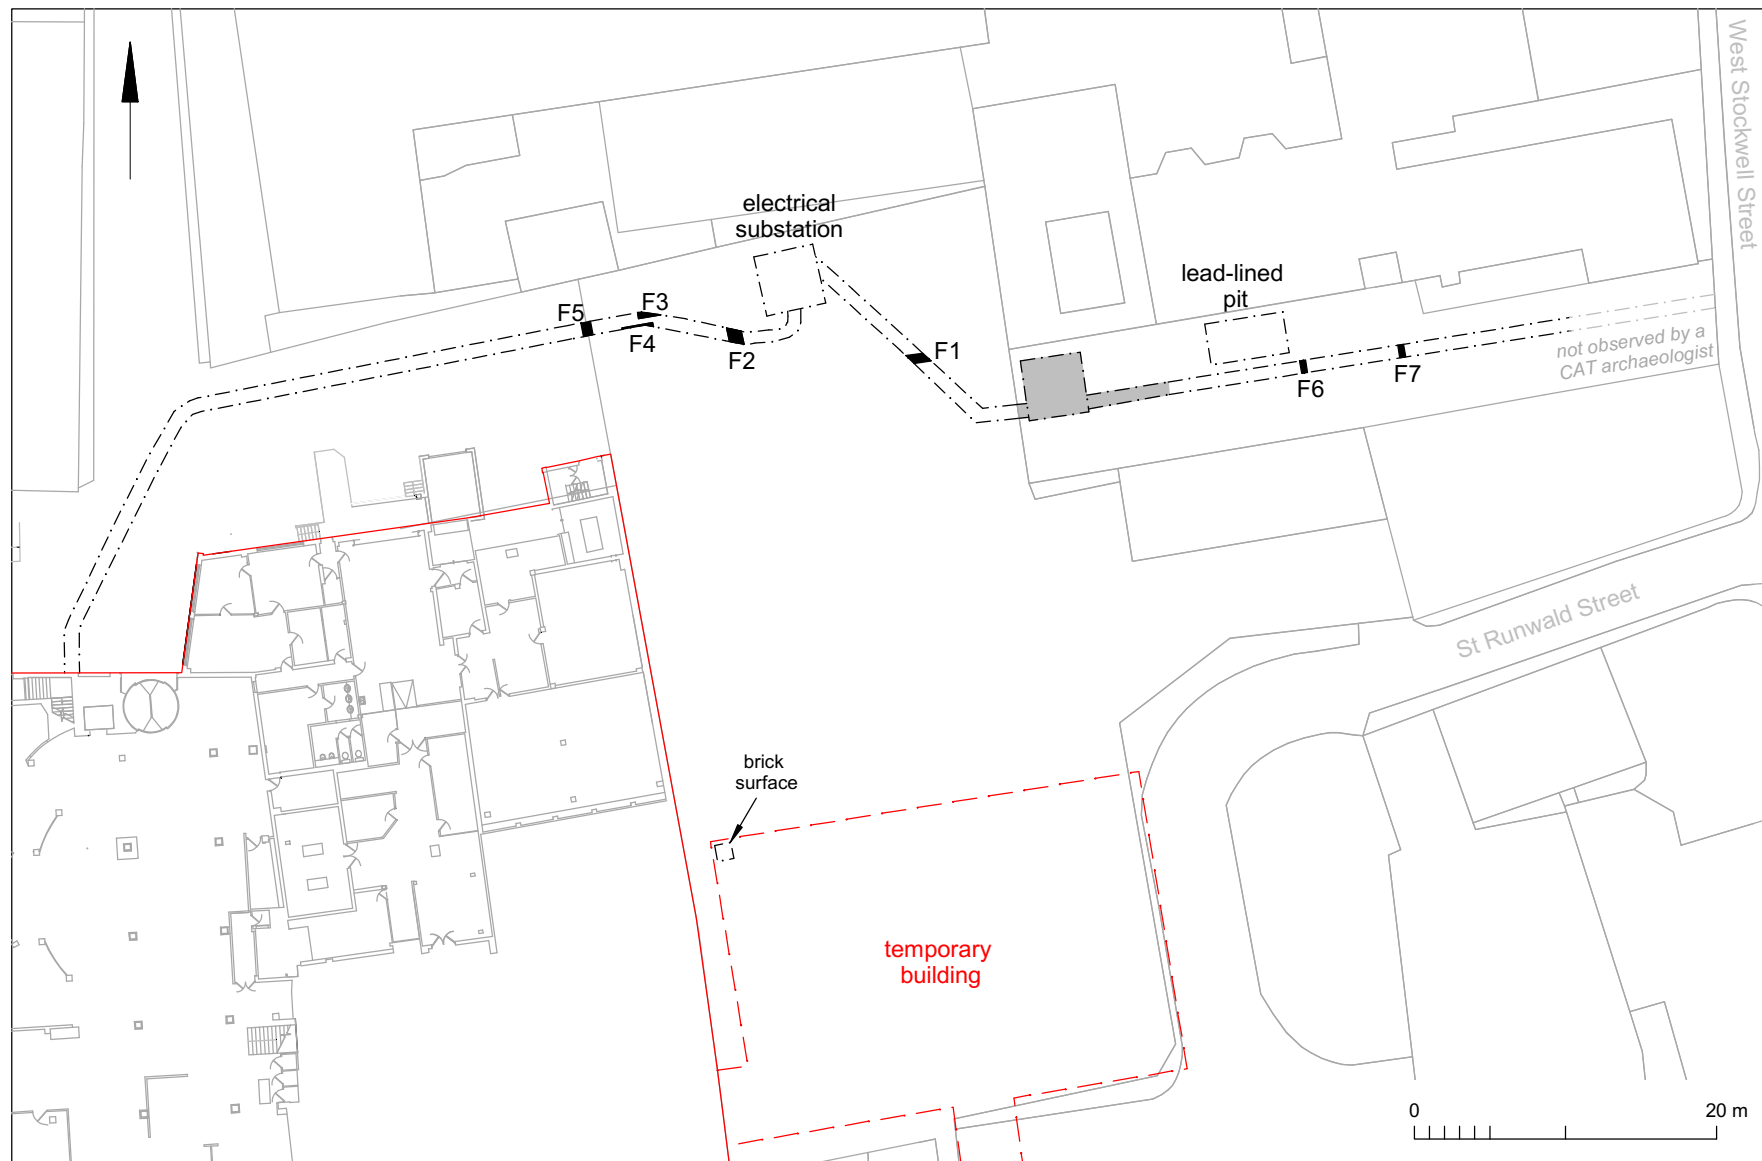 West Stockwell Street
electrical
substation
lead-lined
pit
F5
F3
F4
F2
F1
F6
F7
not observed by a
CAT archaeologist
St Runwald Street
brick
surface
temporary
building
0
20 m